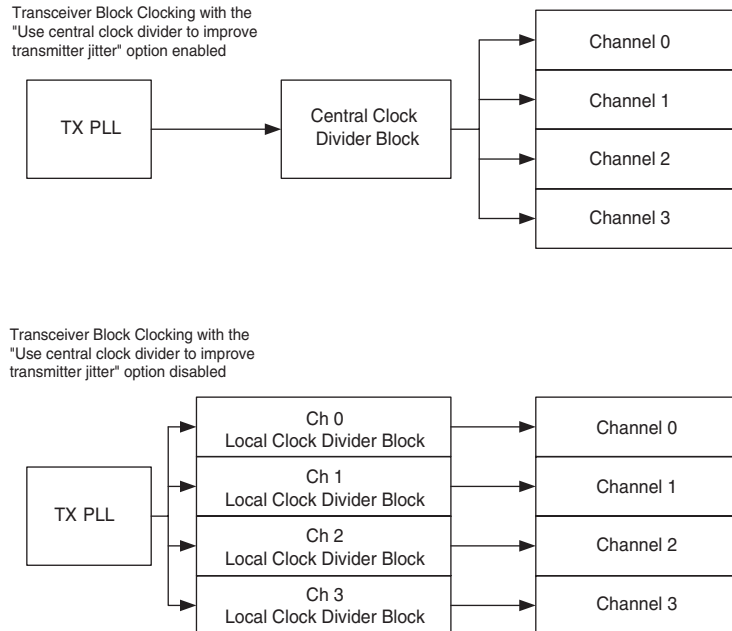 Transceiver Block Clocking with the
"Use central clock divider to improve
transmitter jitter" option enabled
TX PLL
Central Clock
Divider Block
Channel 0
Channel 1
Channel 2
Channel 3
Transceiver Block Clocking with the
"Use central clock divider to improve
transmitter jitter" option disabled
TX PLL
Ch 0
Local Clock Divider Block
Channel 0
Ch 1
Local Clock Divider Block
Channel 1
Ch 2
Local Clock Divider Block
Channel 2
Ch 3
Local Clock Divider Block
Channel 3